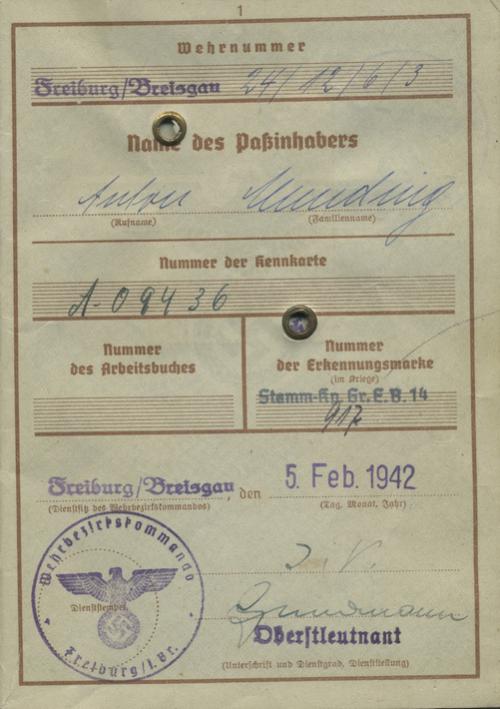 1
Wehrnummer
Freiburg/Breisgau 24/12/6/3
Name des Paßinhabers
Anton Munding
(Rufname) (Familienname)
Nummer der Kennkarte
A-09436
Nummer
des Arbeitsbuches
Nummer
der Erkennungsmarke
(im Kriege)
Stamm-Kp. Gr. E. B. 14
917
Freiburg/Breisgau, den 5. Feb. 1942
(Dienstsitz des Wehrbezirkskommandos) (Tag, Monat, Jahr)
Wehrbezirkskommando
Dienststempel
Freiburg i. Br.
J. V.
Oberstleutnant
(Unterschrift und Dienstgrad, Dienststellung)